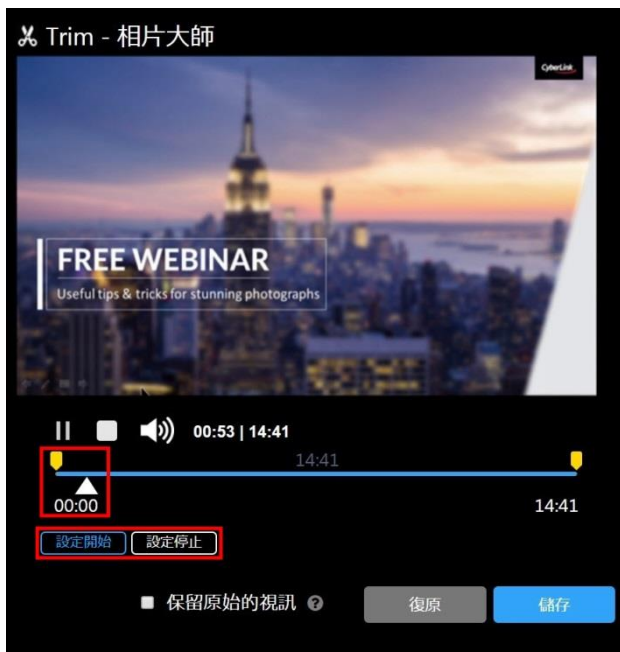 Trim - 相片大師
CyberLink
FREE WEBINAR
Useful tips & tricks for stunning photographs
00:53 | 14:41
14:41
00:00 14:41
設定開始 設定停止
保留原始的視訊 ? 復原 儲存